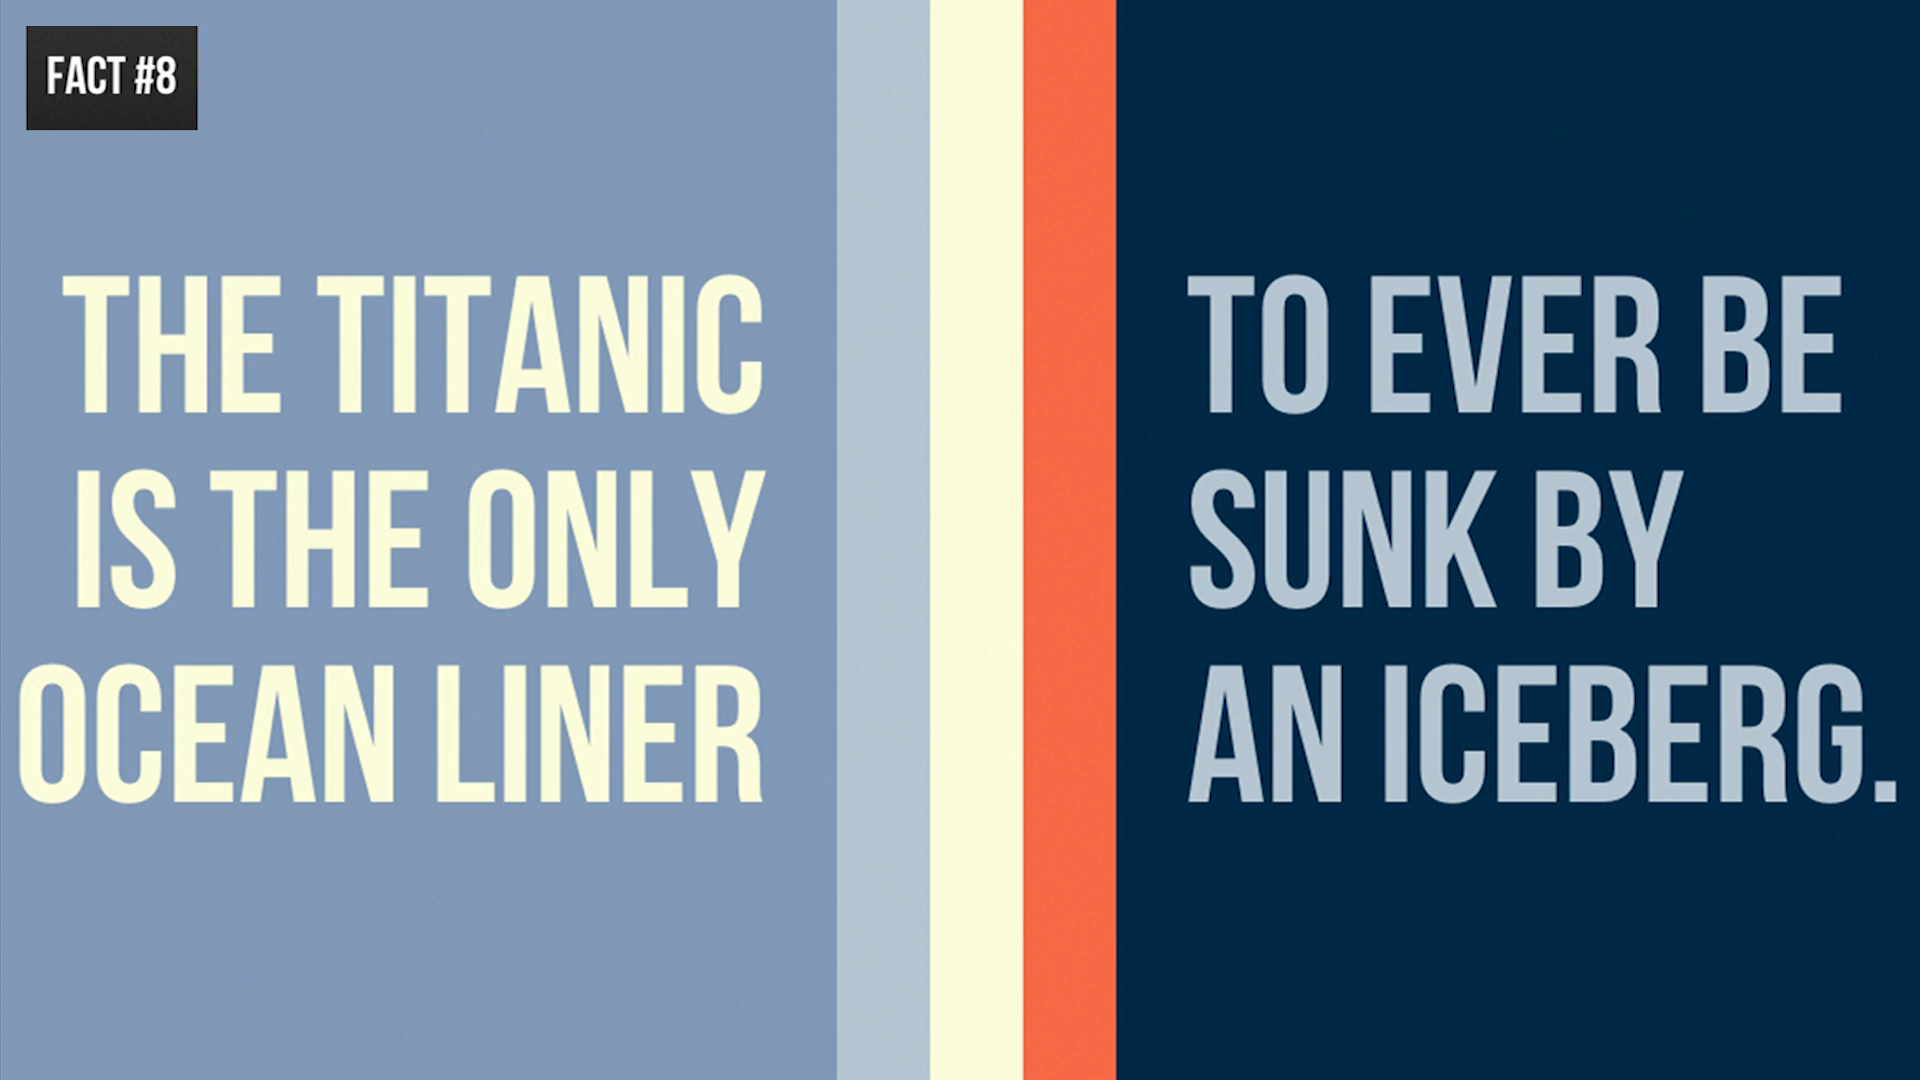 FACT #8
THE TITANIC
IS THE ONLY
OCEAN LINER
TO EVER BE
SUNK BY
AN ICEBERG.